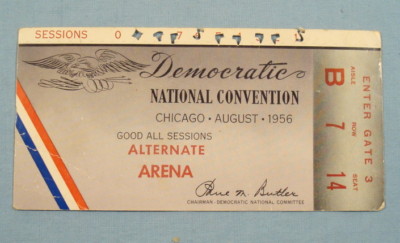 SESSIONS 0
Democratic
NATIONAL CONVENTION
CHICAGO • AUGUST • 1956
GOOD ALL SESSIONS
ALTERNATE
ARENA
Paul M. Butler
CHAIRMAN - DEMOCRATIC NATIONAL COMMITTEE
ENTER GATE 3
AISLE B
ROW 7
SEAT 14